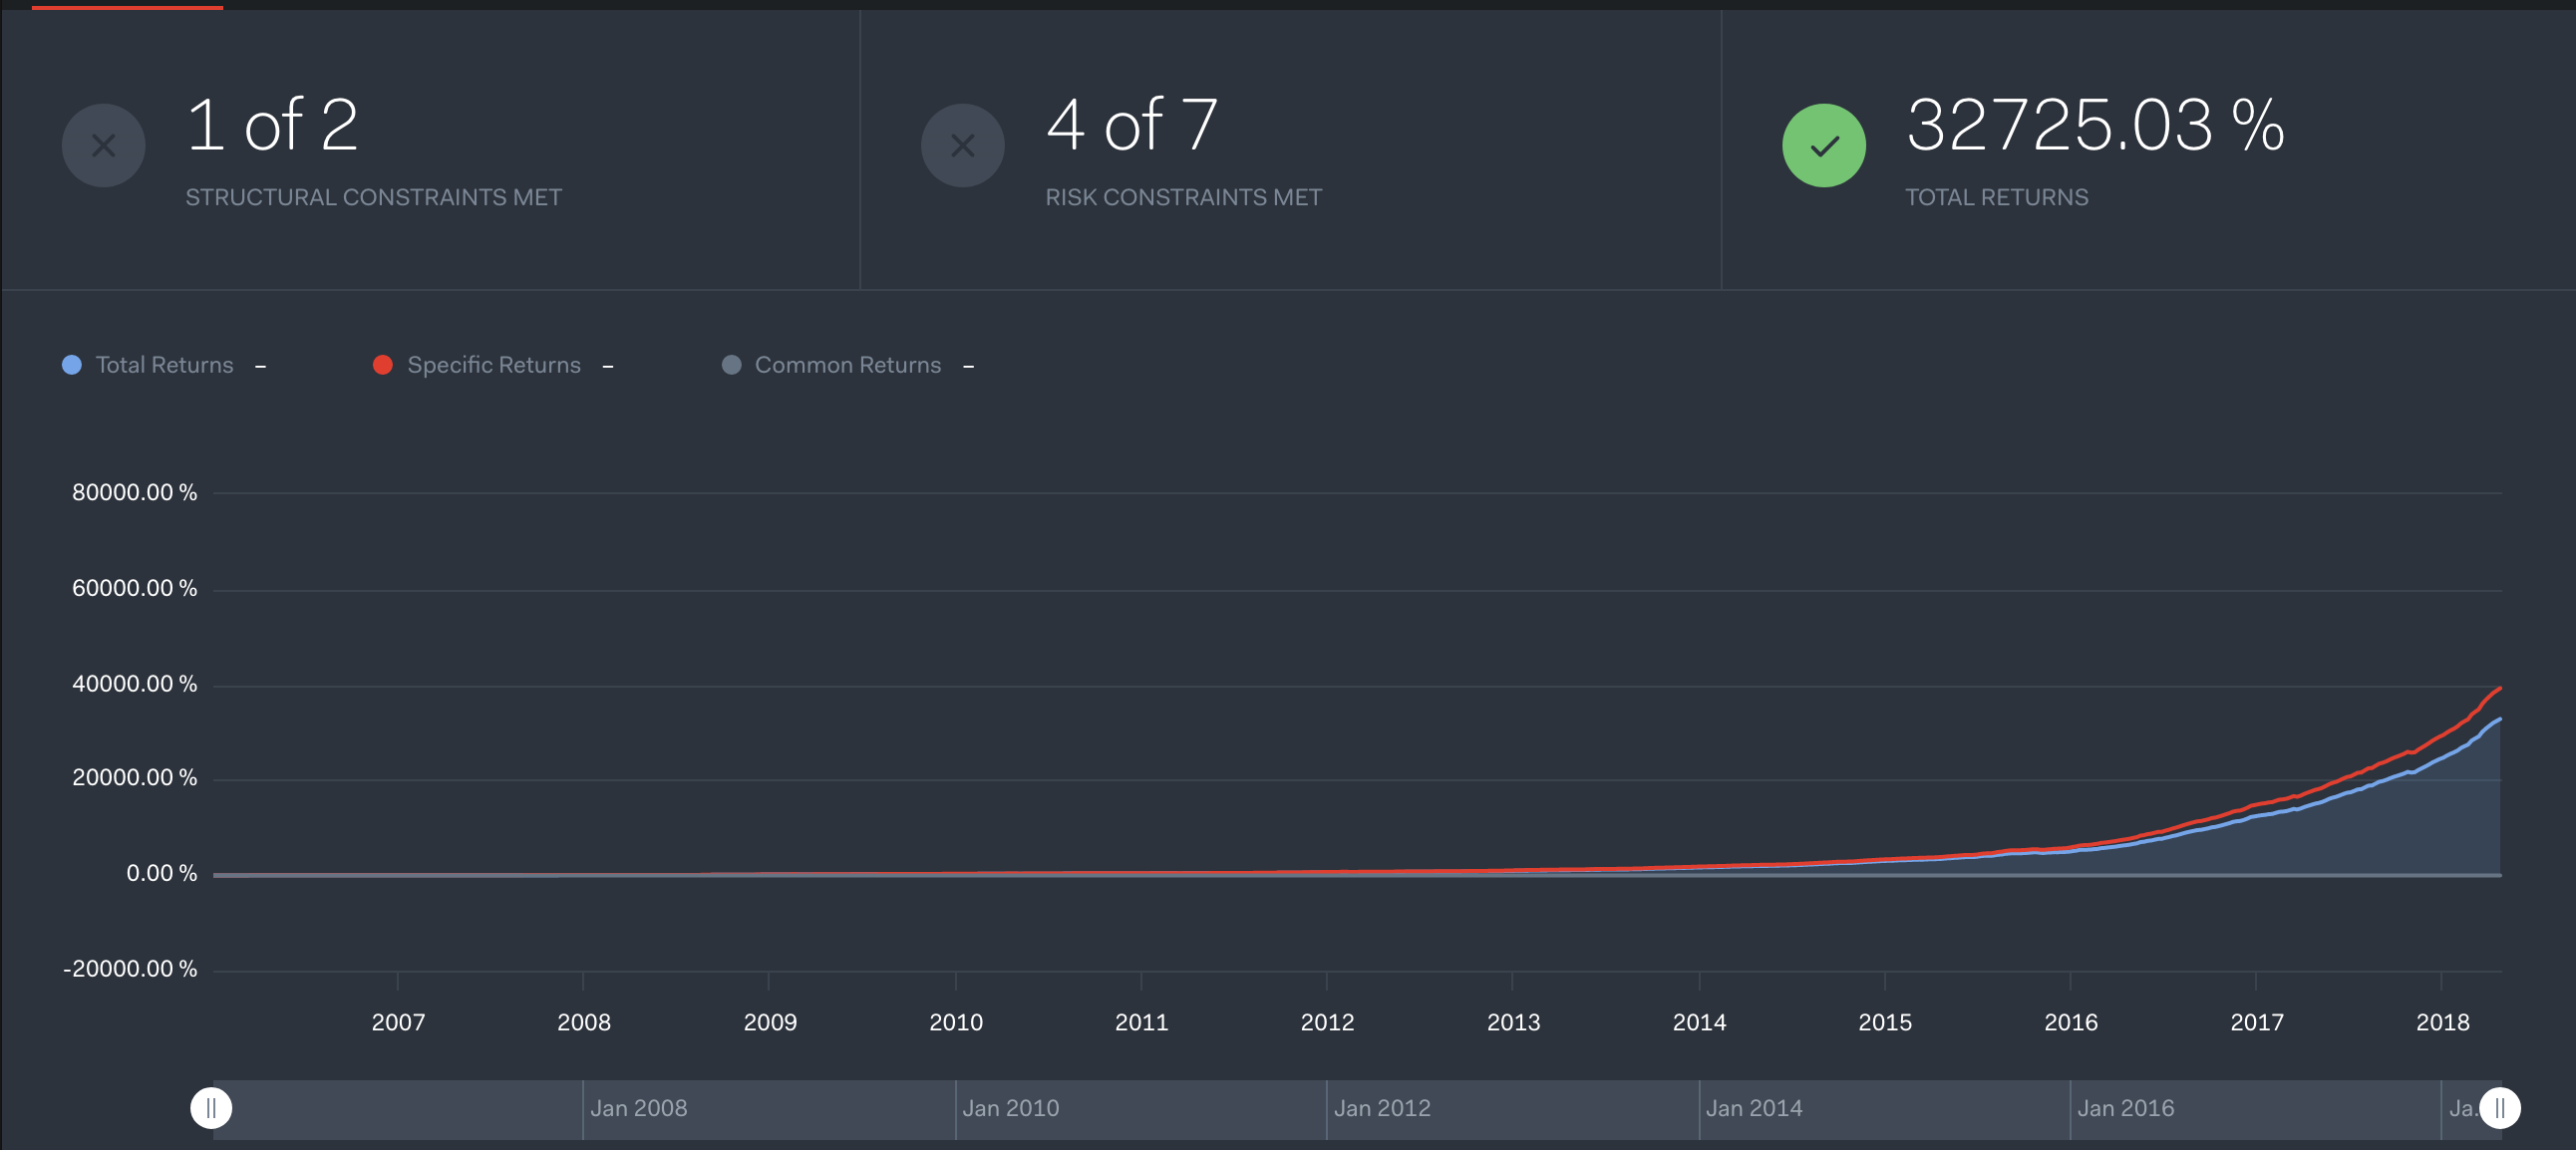 1 of 2
STRUCTURAL CONSTRAINTS MET
4 of 7
RISK CONSTRAINTS MET
32725.03 %
TOTAL RETURNS
Total Returns –
Specific Returns –
Common Returns –
80000.00 %
60000.00 %
40000.00 %
20000.00 %
0.00 %
-20000.00 %
2007 2008 2009 2010 2011 2012 2013 2014 2015 2016 2017 2018
Jan 2008 Jan 2010 Jan 2012 Jan 2014 Jan 2016 Ja.